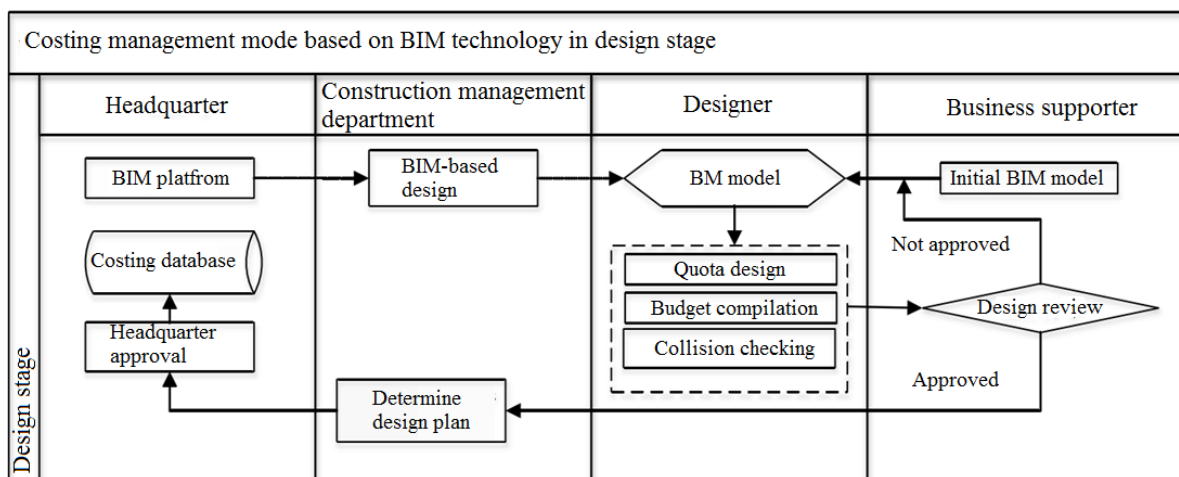 Costing management mode based on BIM technology in design stage
Headquarter
Construction management
department
Designer
Business supporter
BIM platfrom
BIM-based
design
BM model
Initial BIM model
Not approved
Costing database
Quota design
Budget compilation
Collision checking
Design review
Headquarter
approval
Approved
Determine
design plan
Design stage